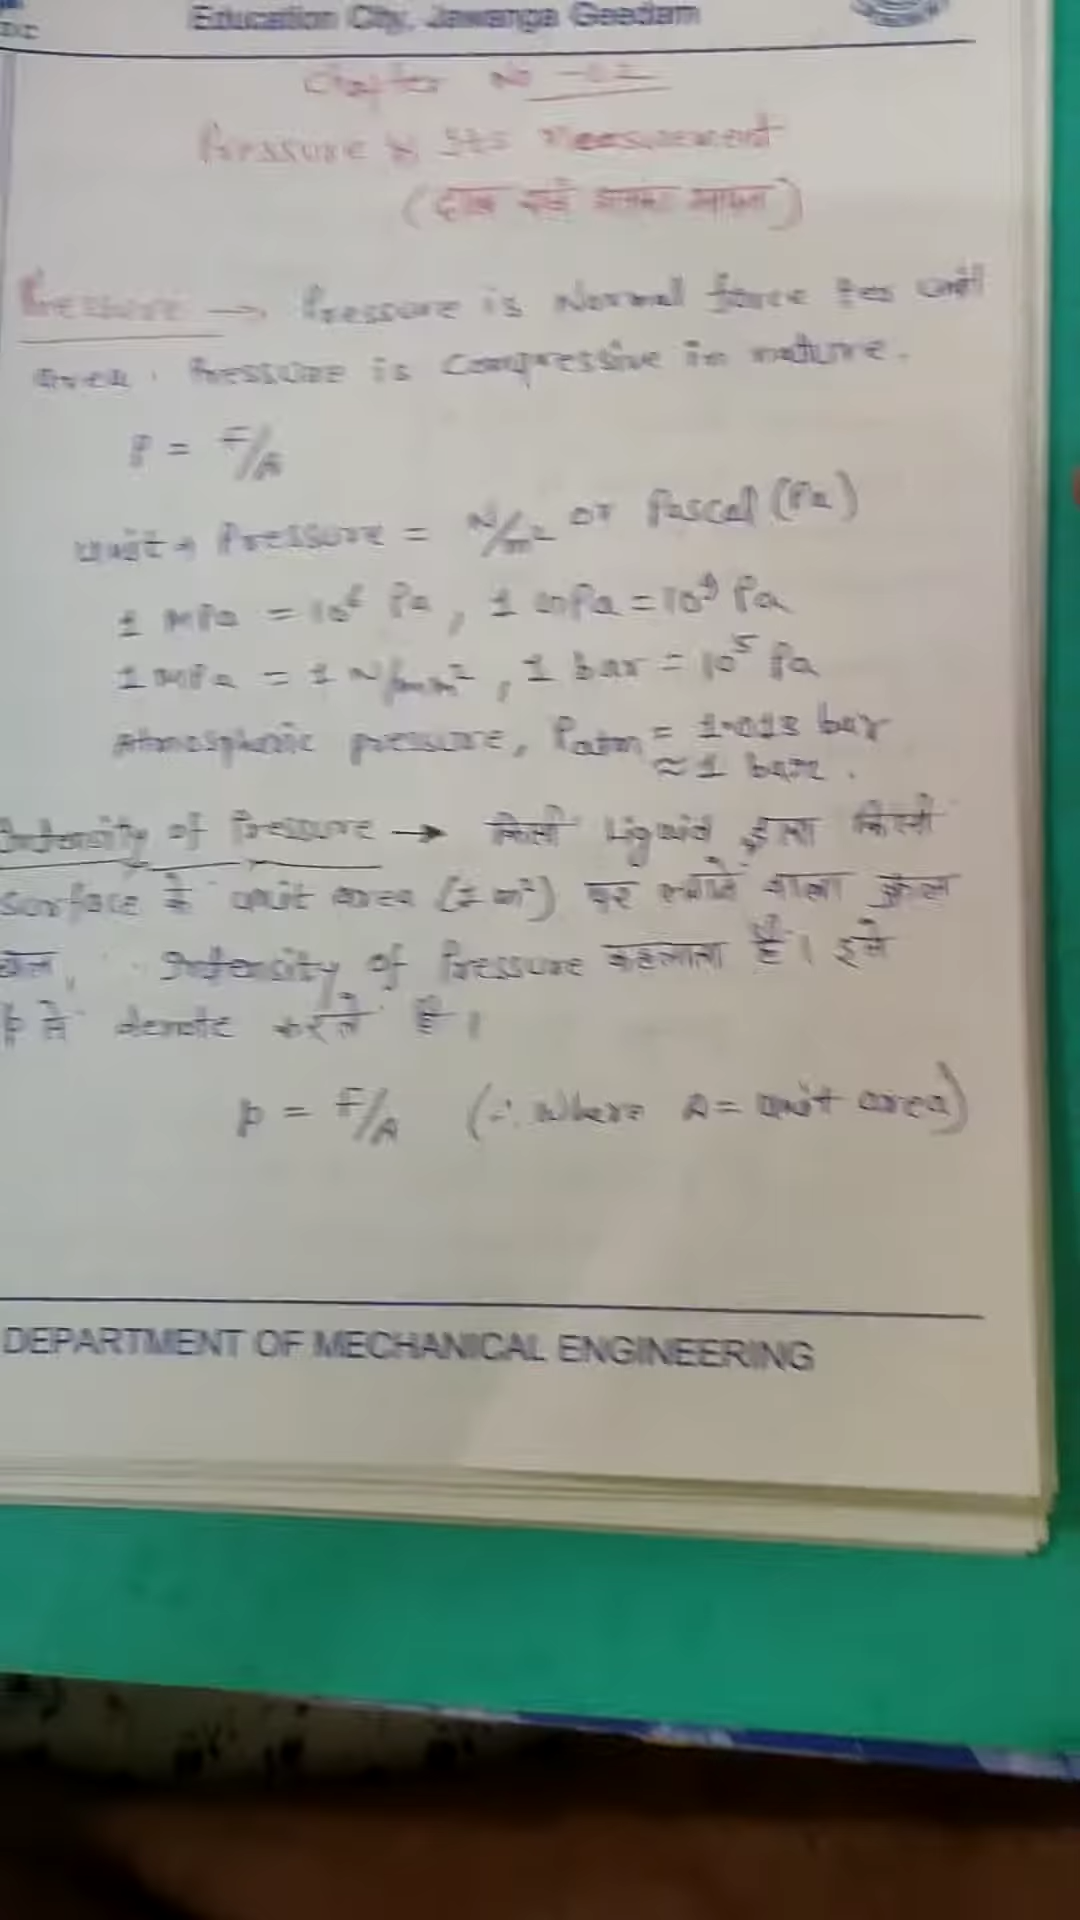 Education City, Jawanga Geedam
Chapter No -02
Pressure & Its Measurement
(दाब एवं उसका मापन)
Pressure → Pressure is Normal force per unit
area. Pressure is compressive in nature.
P = F/A
unit → Pressure = N/m² or Pascal (Pa)
1 MPa = 10⁶ Pa, 1 GPa = 10⁹ Pa
1 MPa = 1 N/mm², 1 bar = 10⁵ Pa
Atmospheric pressure, Patm = 1.013 bar
≈ 1 bar.
Intensity of Pressure → किसी Liquid द्वारा किसी
surface के unit area (1 m²) पर लगने वाला कुल
बल, Intensity of Pressure कहलाता है। इसे
p से denote करते है।
p = F/A (∴ where A = unit area)
DEPARTMENT OF MECHANICAL ENGINEERING